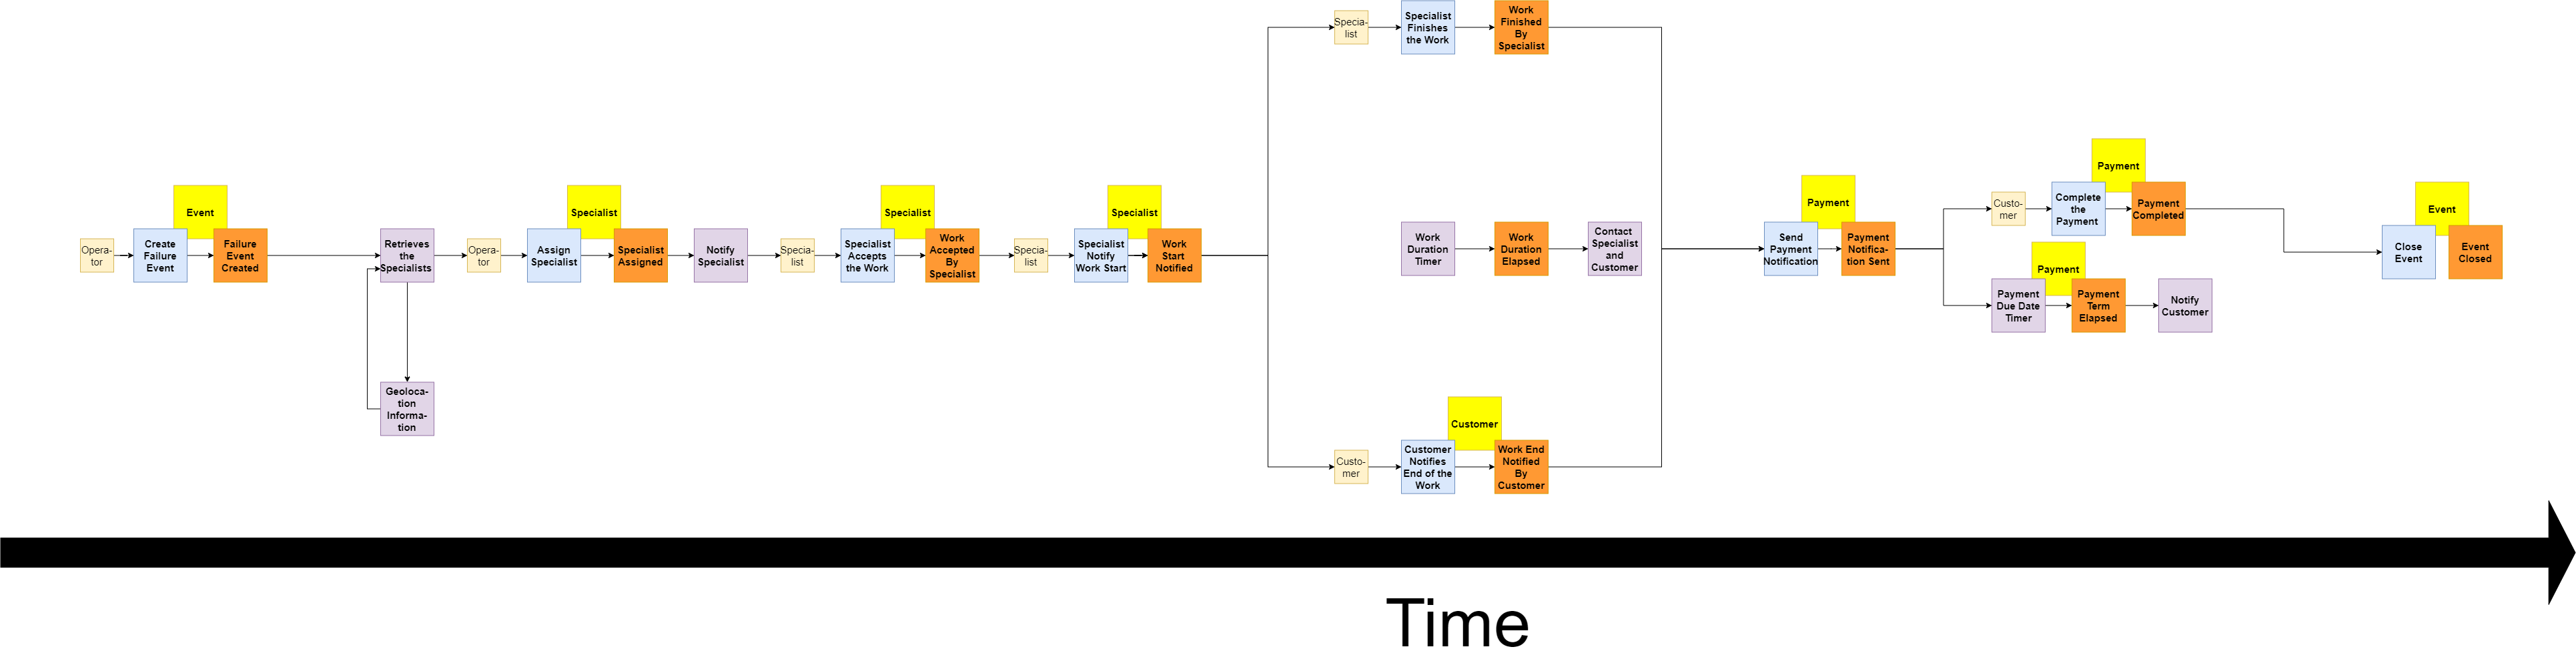 Specia-
list
Specialist
Finishes
the Work
Work
Finished
By
Specialist
Event
Opera-
tor
Create
Failure
Event
Failure
Event
Created
Retrieves
the
Specialists
Geoloca-
tion
Informa-
tion
Opera-
tor
Specialist
Assign
Specialist
Specialist
Assigned
Notify
Specialist
Specia-
list
Specialist
Specialist
Accepts
the Work
Work
Accepted
By
Specialist
Specia-
list
Specialist
Specialist
Notify
Work Start
Work
Start
Notified
Work
Duration
Timer
Work
Duration
Elapsed
Contact
Specialist
and
Customer
Custo-
mer
Customer
Customer
Notifies
End of the
Work
Work End
Notified
By
Customer
Payment
Send
Payment
Notification
Payment
Notifica-
tion Sent
Custo-
mer
Payment
Complete
the
Payment
Payment
Completed
Payment
Payment
Due Date
Timer
Payment
Term
Elapsed
Notify
Customer
Event
Close
Event
Event
Closed
Time